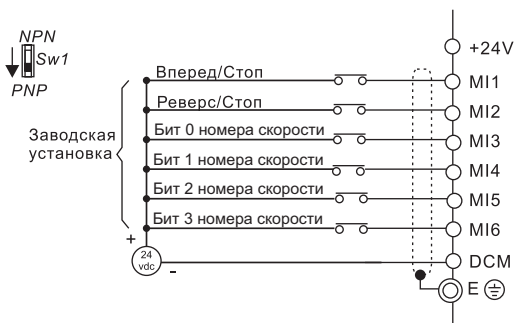 NPN
Sw1
PNP
+24V
Вперед/Стоп
MI1
Реверс/Стоп
MI2
Заводская
установка
Бит 0 номера скорости
MI3
Бит 1 номера скорости
MI4
Бит 2 номера скорости
MI5
Бит 3 номера скорости
MI6
+
24
vdc
-
DCM
E